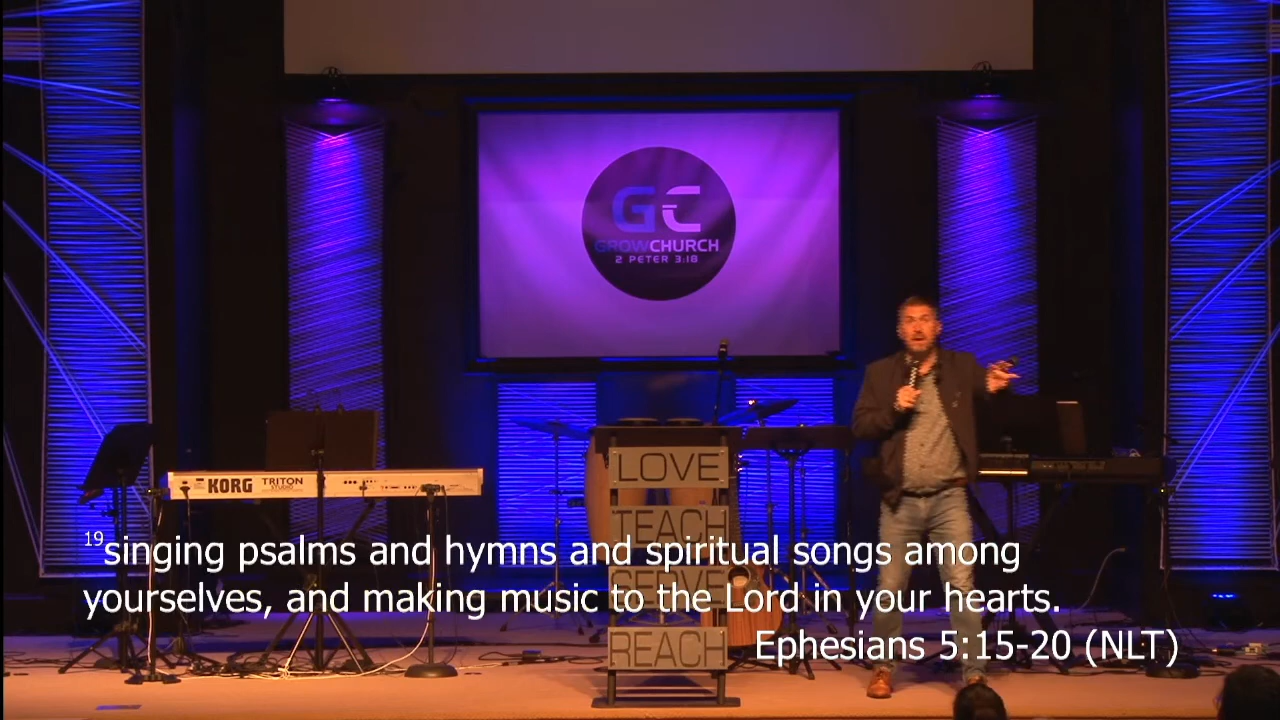 GC
GROWCHURCH
2 PETER 3:18
LOVE
KORG TRITON
STUDIO
TEACH
¹⁹singing psalms and hymns and spiritual songs among
SERVE
yourselves, and making music to the Lord in your hearts.
REACH
Ephesians 5:15-20 (NLT)